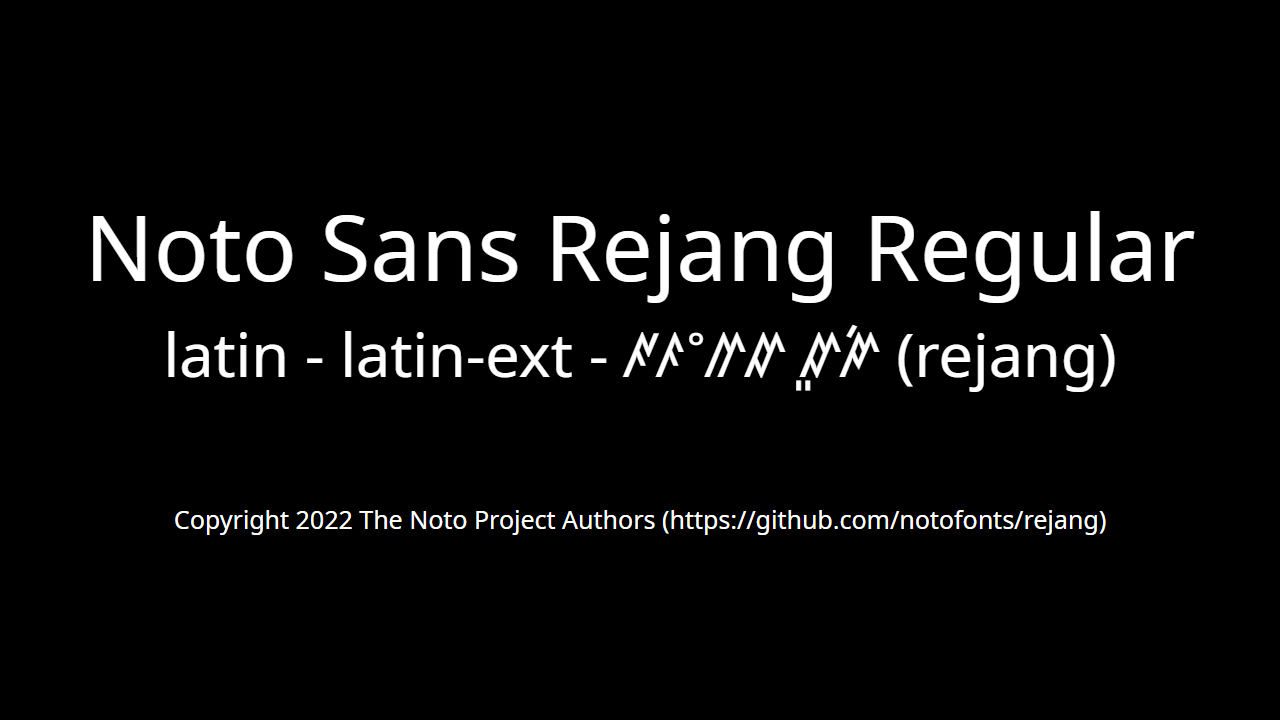 Noto Sans Rejang Regular
latin - latin-ext - (rejang)
Copyright 2022 The Noto Project Authors (https://github.com/notofonts/rejang)